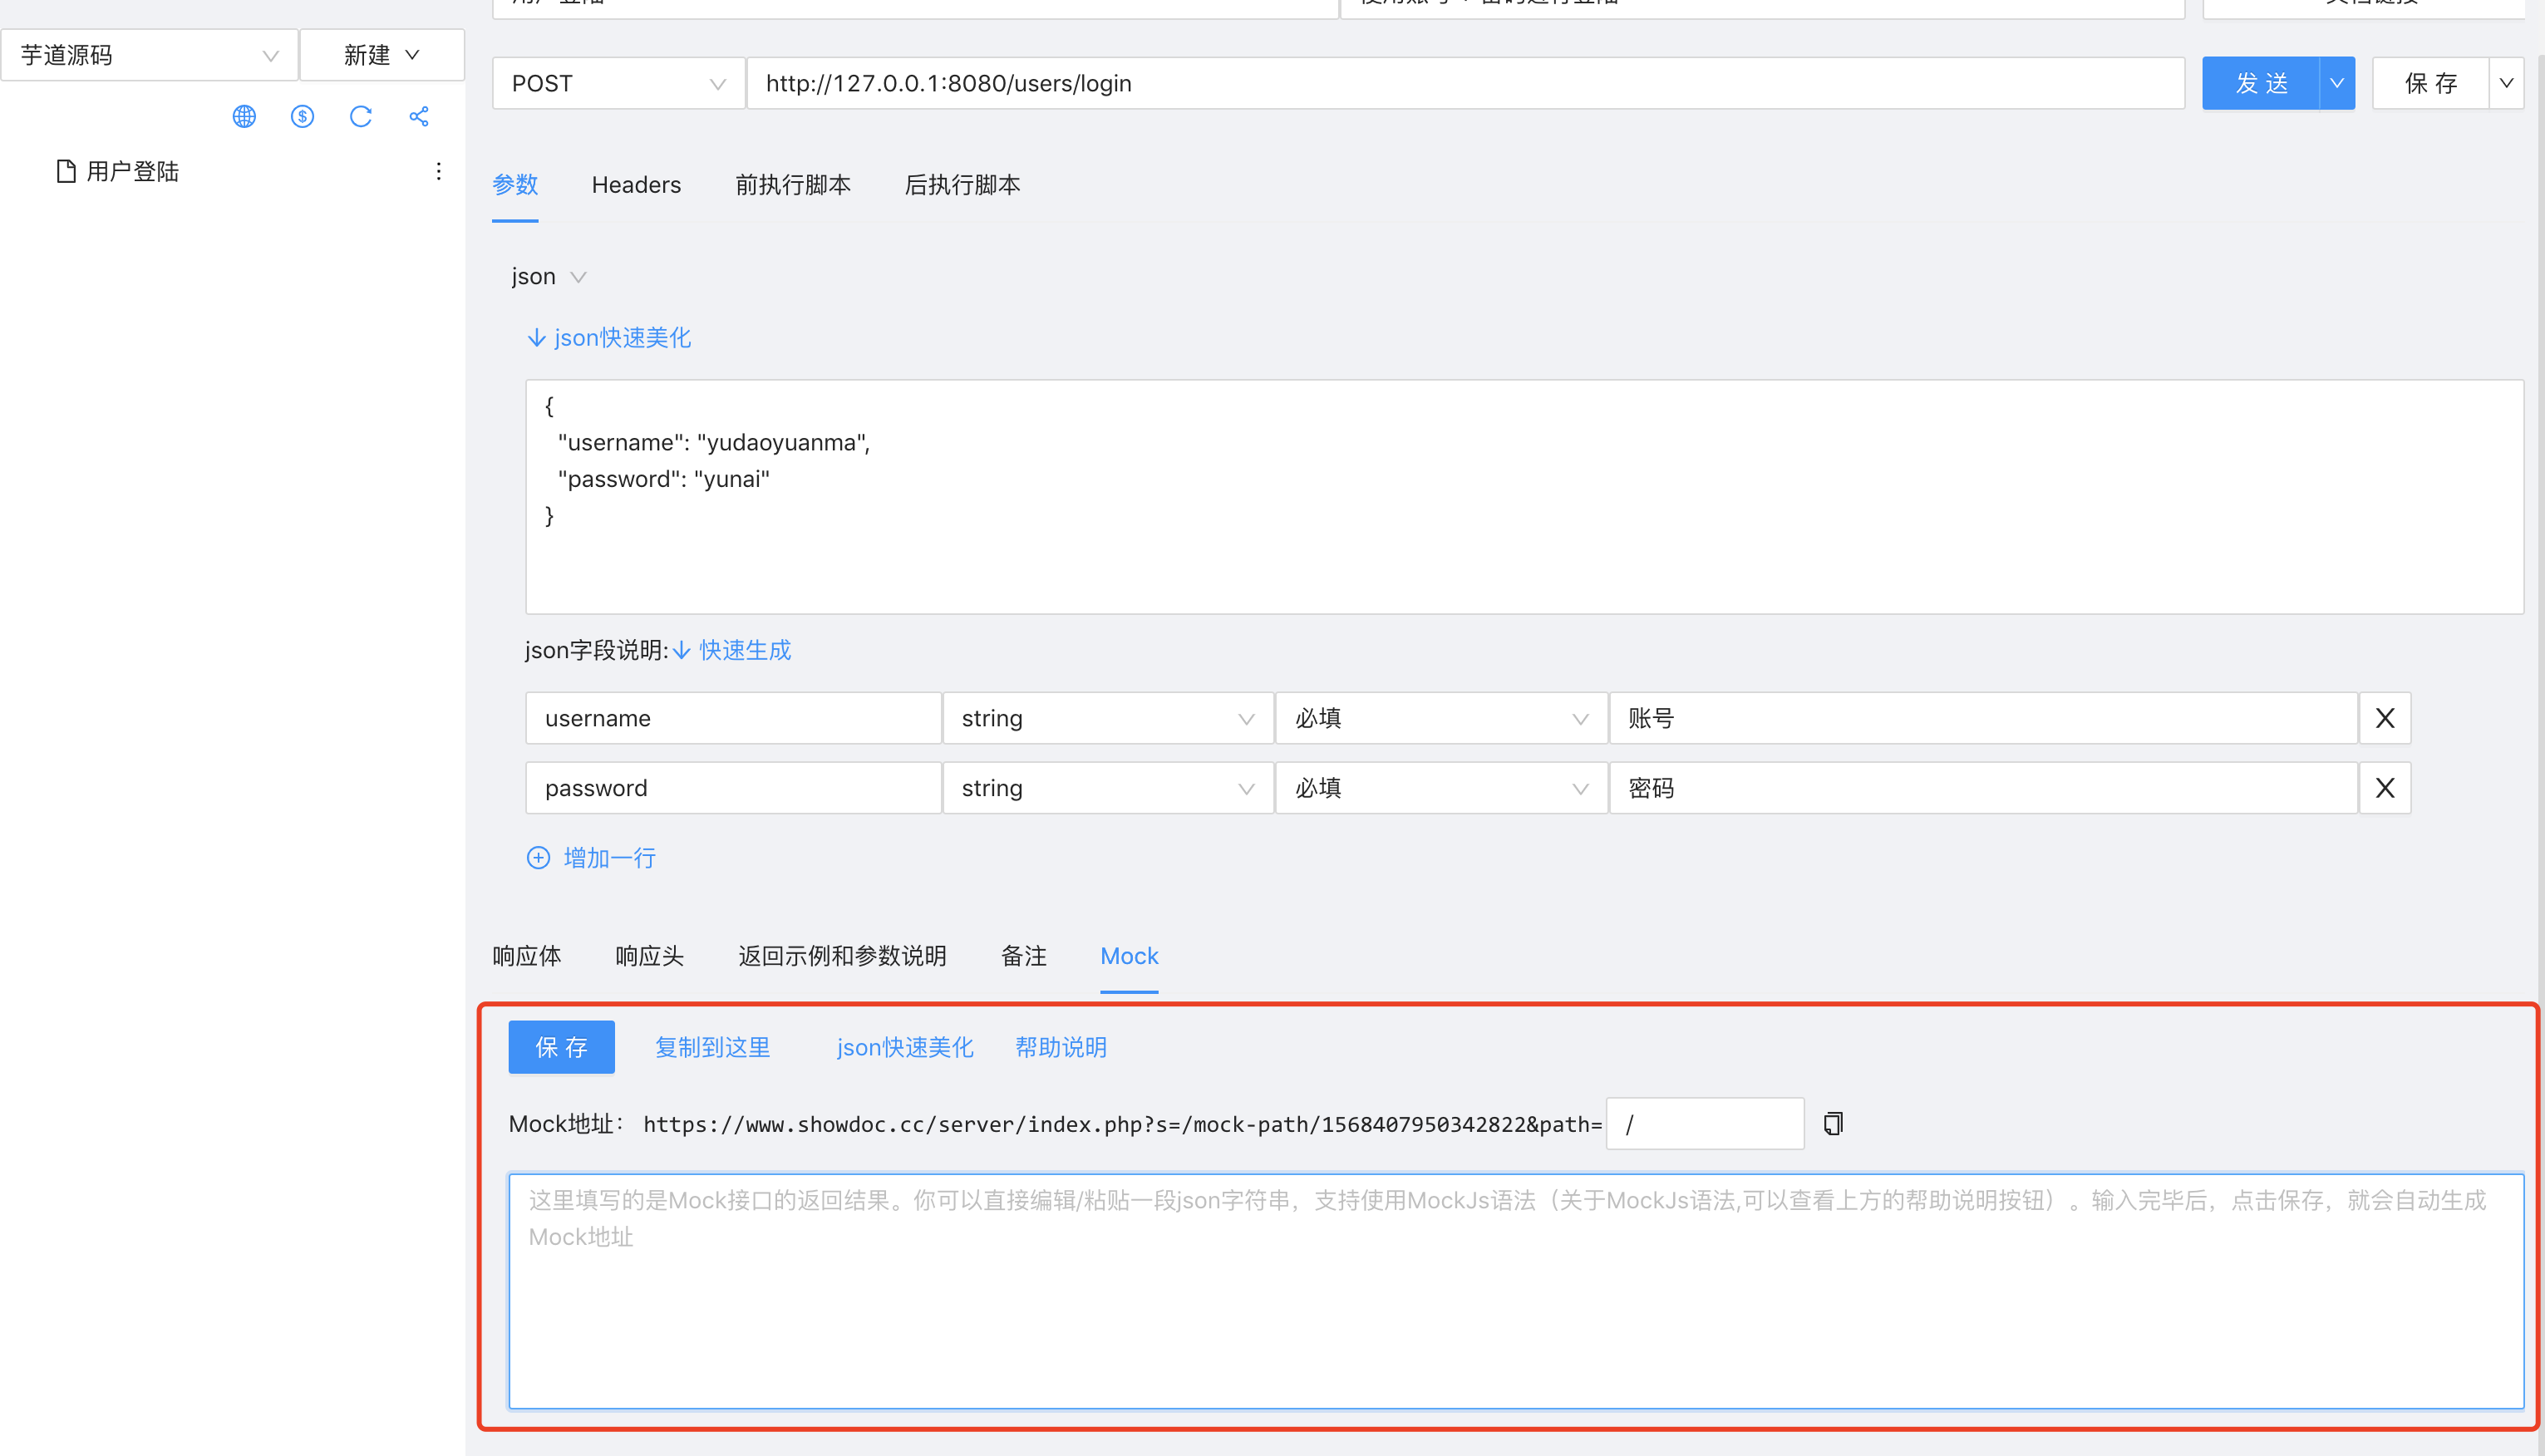 芋道源码
新建
用户登陆
POST
http://127.0.0.1:8080/users/login
发 送
保 存
参数
Headers
前执行脚本
后执行脚本
json
json快速美化
{
"username": "yudaoyuanma",
"password": "yunai"
}
json字段说明:
快速生成
username
string
必填
账号
X
password
string
必填
密码
X
增加一行
响应体
响应头
返回示例和参数说明
备注
Mock
保 存
复制到这里
json快速美化
帮助说明
Mock地址： https://www.showdoc.cc/server/index.php?s=/mock-path/1568407950342822&path=
/
这里填写的是Mock接口的返回结果。你可以直接编辑/粘贴一段json字符串，支持使用MockJs语法（关于MockJs语法,可以查看上方的帮助说明按钮）。输入完毕后，点击保存，就会自动生成
Mock地址